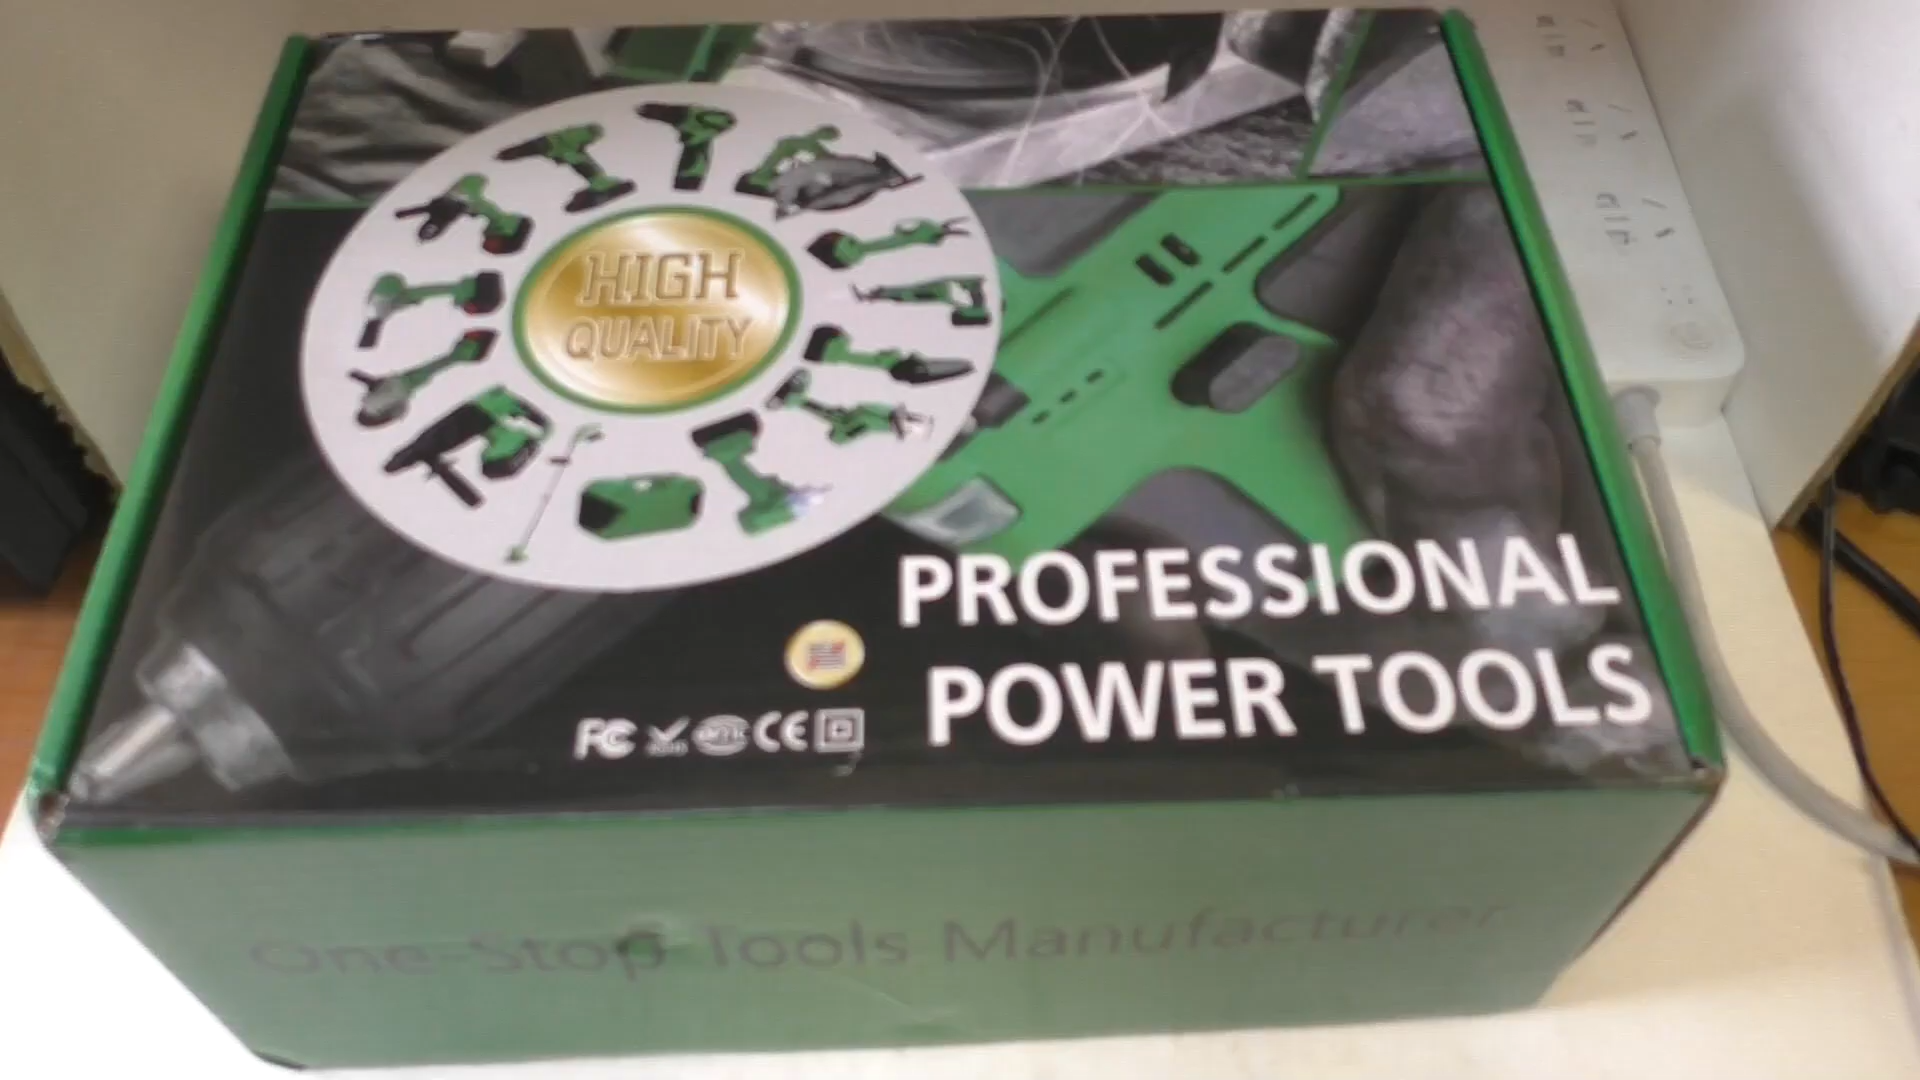 HIGH
QUALITY
PROFESSIONAL
POWER TOOLS
FC CE
One-Stop Tools Manufacturer